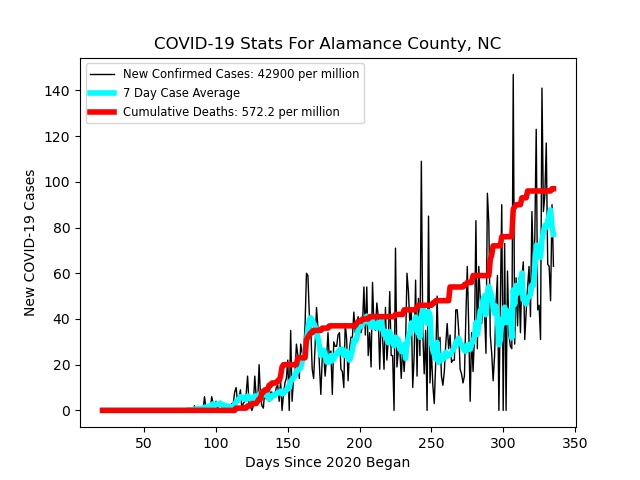 COVID-19 Stats For Alamance County, NC
New Confirmed Cases: 42900 per million
7 Day Case Average
Cumulative Deaths: 572.2 per million
New COVID-19 Cases
140
120
100
80
60
40
20
0
50 100 150 200 250 300 350
Days Since 2020 Began